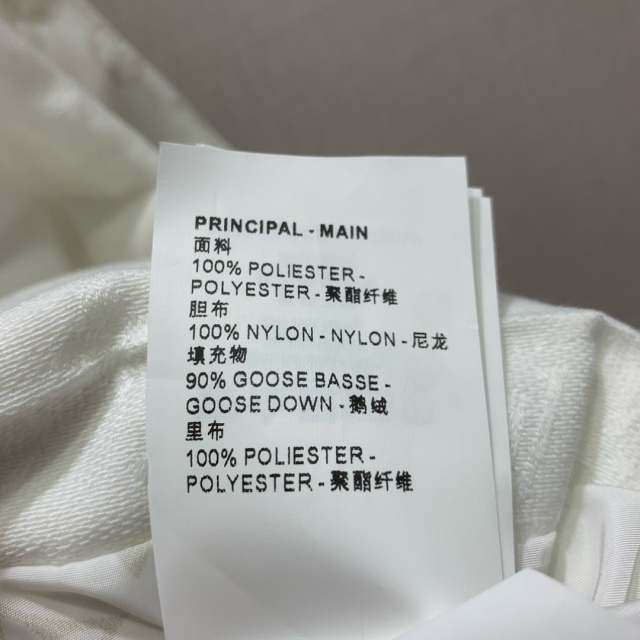 PRINCIPAL - MAIN
面料
100% POLIESTER -
POLYESTER - 聚酯纤维
胆布
100% NYLON - NYLON - 尼龙
填充物
90% GOOSE BASSE -
GOOSE DOWN - 鹅绒
里布
100% POLIESTER -
POLYESTER - 聚酯纤维